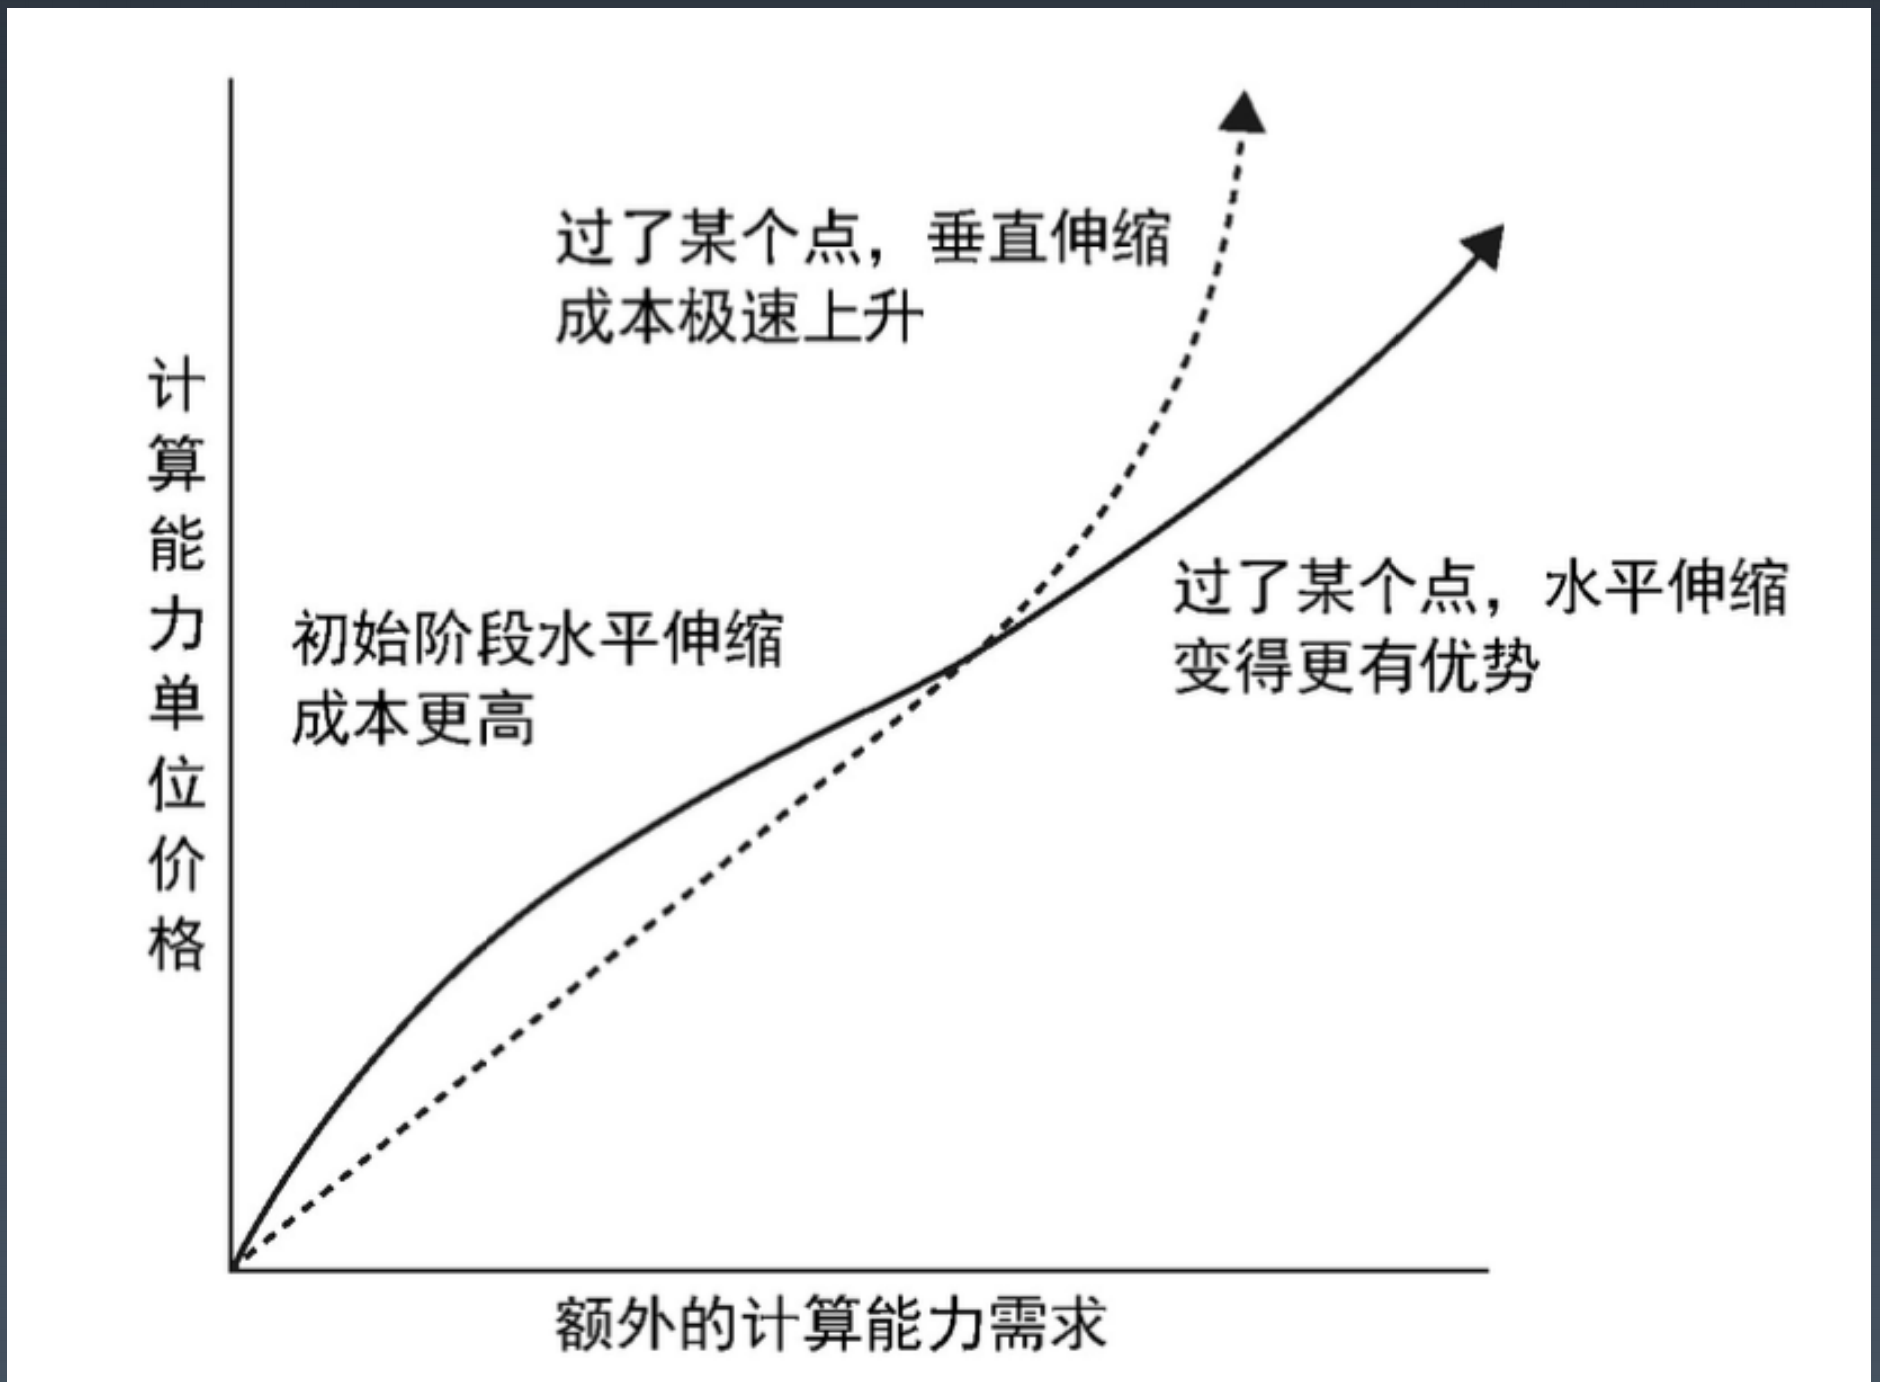 过了某个点，垂直伸缩
成本极速上升
计算能力单位价格
初始阶段水平伸缩
成本更高
过了某个点，水平伸缩
变得更有优势
额外的计算能力需求